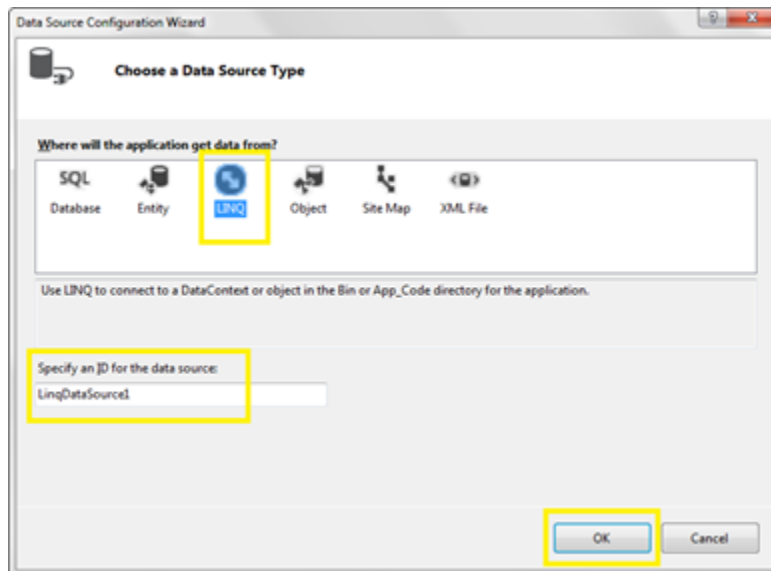 Data Source Configuration Wizard
Choose a Data Source Type
Where will the application get data from?
SQL
Database Entity LINQ Object Site Map XML File
Use LINQ to connect to a DataContext or object in the Bin or App_Code directory for the application.
Specify an ID for the data source:
LinqDataSource1
OK Cancel